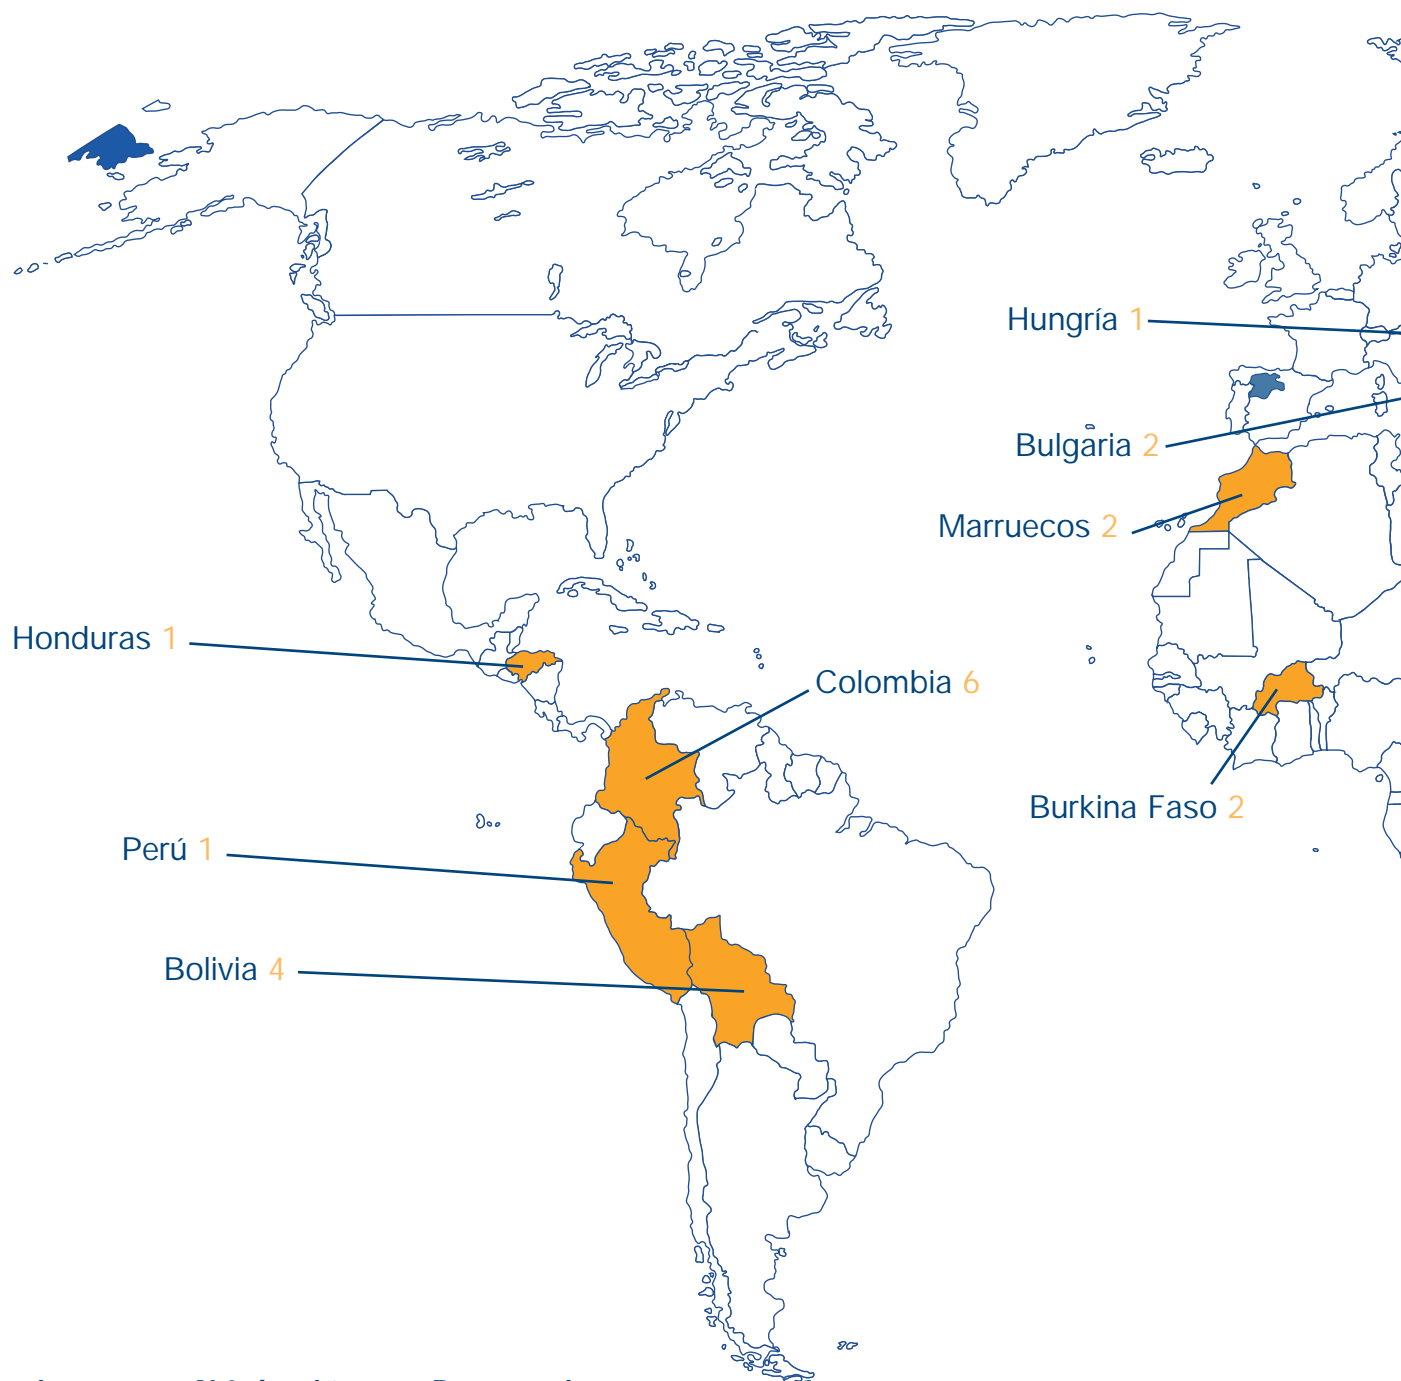 Hungría 1
Bulgaria 2
Marruecos 2
Honduras 1
Colombia 6
Burkina Faso 2
Perú 1
Bolivia 4